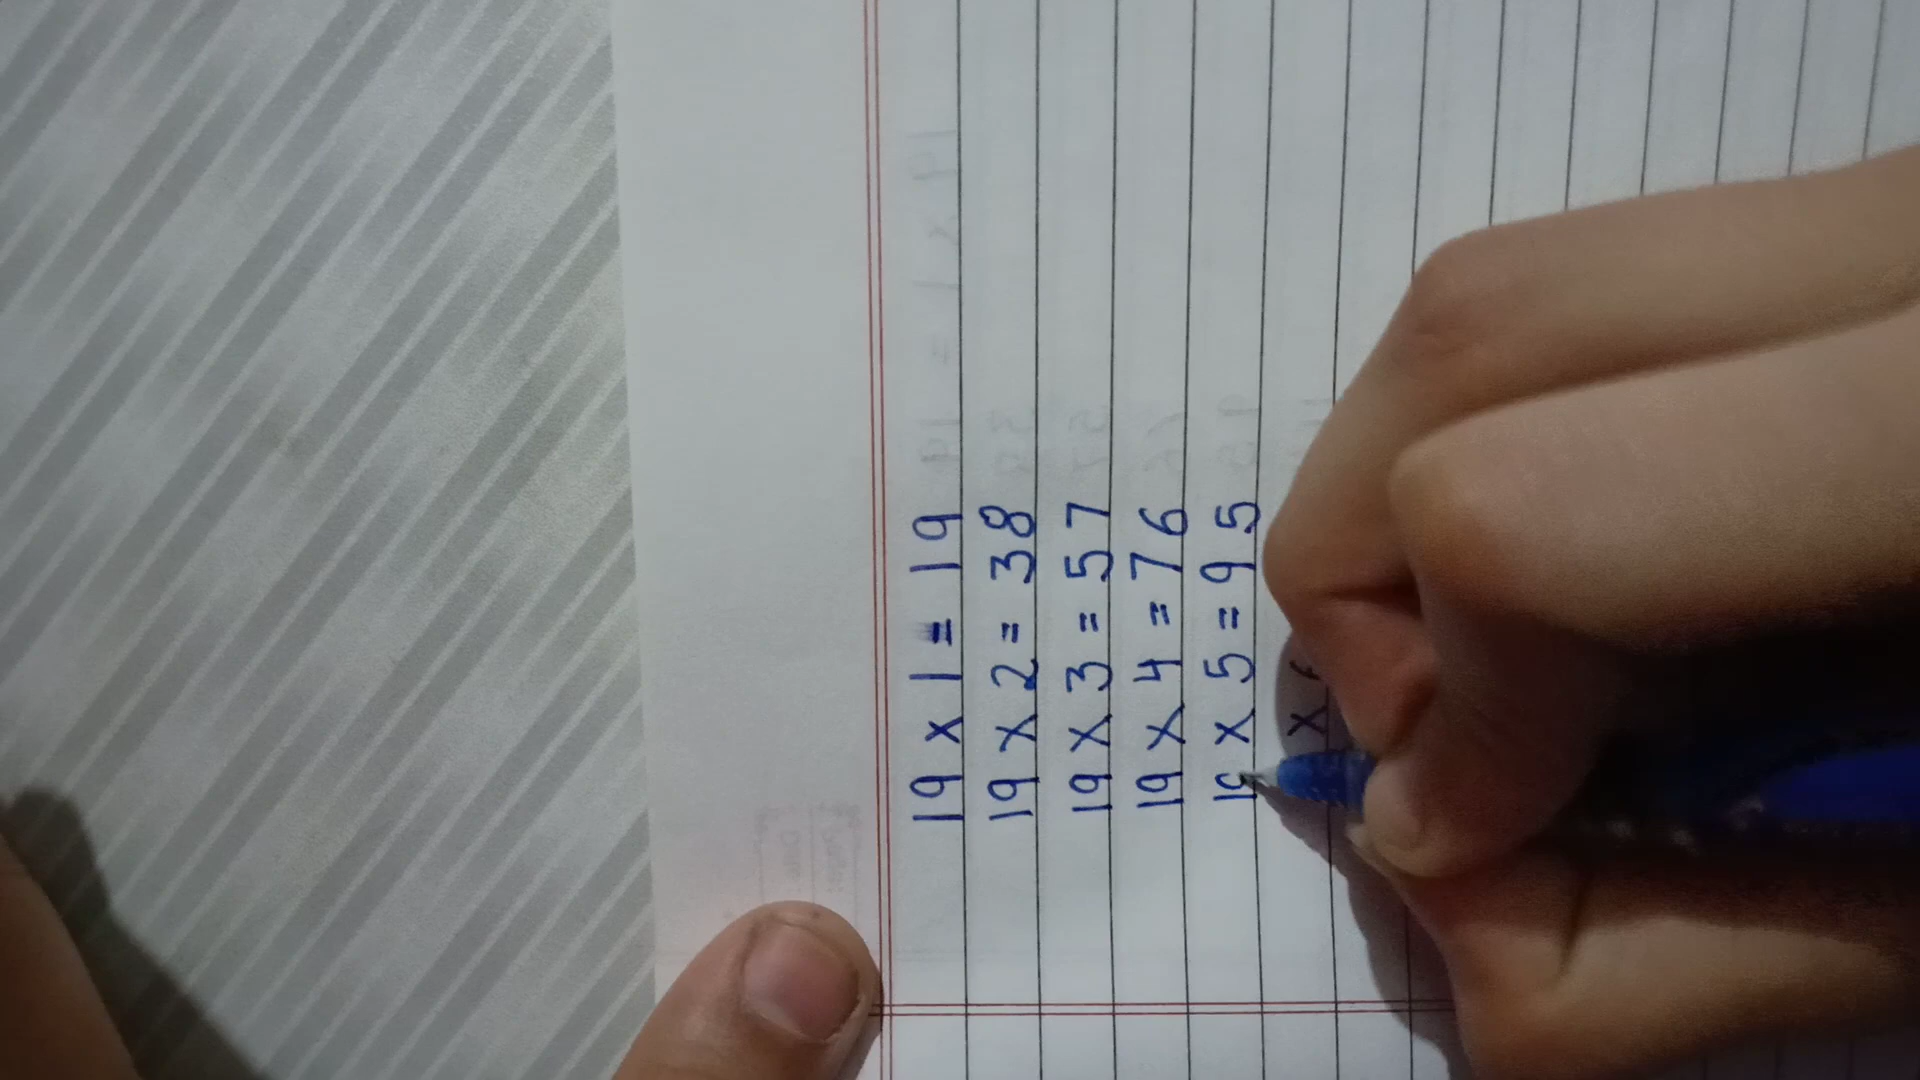 19 x 1 = 19
19 x 2 = 38
19 x 3 = 57
19 x 4 = 76
19 x 5 = 95
x